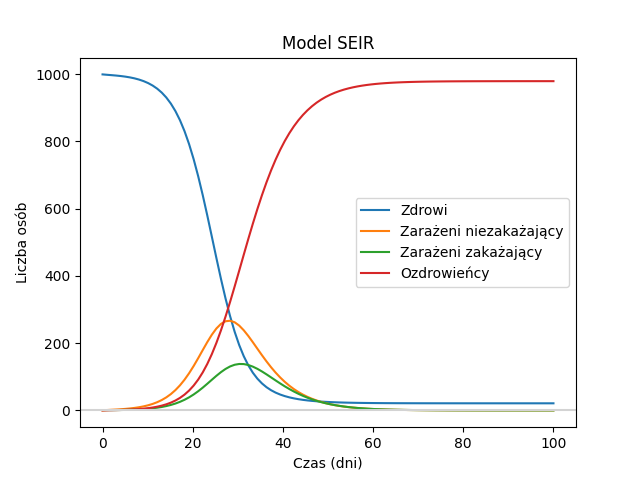 Model SEIR
Liczba osób
1000
800
600
400
200
0
Zdrowi
Zarażeni niezakażający
Zarażeni zakażający
Ozdrowieńcy
0 20 40 60 80 100
Czas (dni)